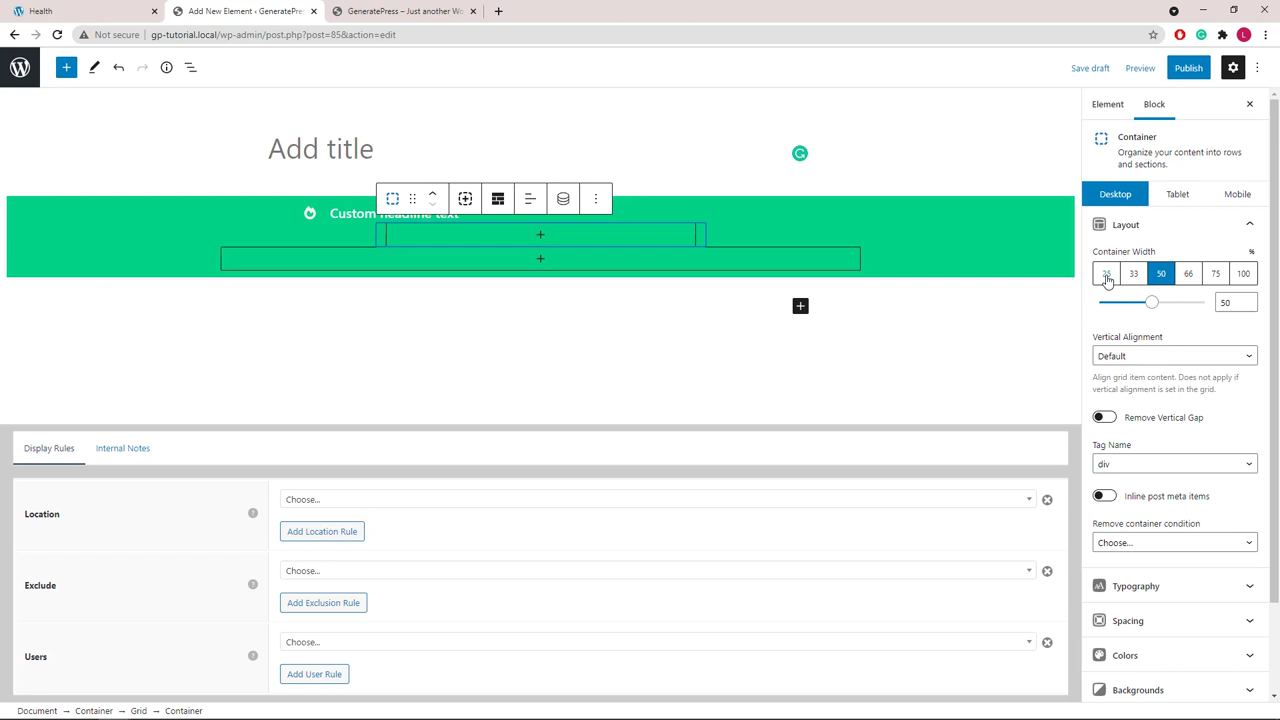 Health
Add New Element ‹ GeneratePre
GeneratePress – Just another Wo
Not secure
gp-tutorial.local/wp-admin/post.php?post=85&action=edit
L
Save draft
Preview
Publish
Element
Block
Container
Organize your content into rows
and sections.
Add title
Custom headline text
Desktop
Tablet
Mobile
Layout
Container Width
%
25
33
50
66
75
100
50
Vertical Alignment
Default
Align grid item content. Does not apply if
vertical alignment is set in the grid.
Remove Vertical Gap
Tag Name
div
Inline post meta items
Remove container condition
Choose...
Typography
Spacing
Colors
Backgrounds
Display Rules
Internal Notes
Location
?
Choose...
Add Location Rule
Exclude
?
Choose...
Add Exclusion Rule
Users
?
Choose...
Add User Rule
Document → Container → Grid → Container